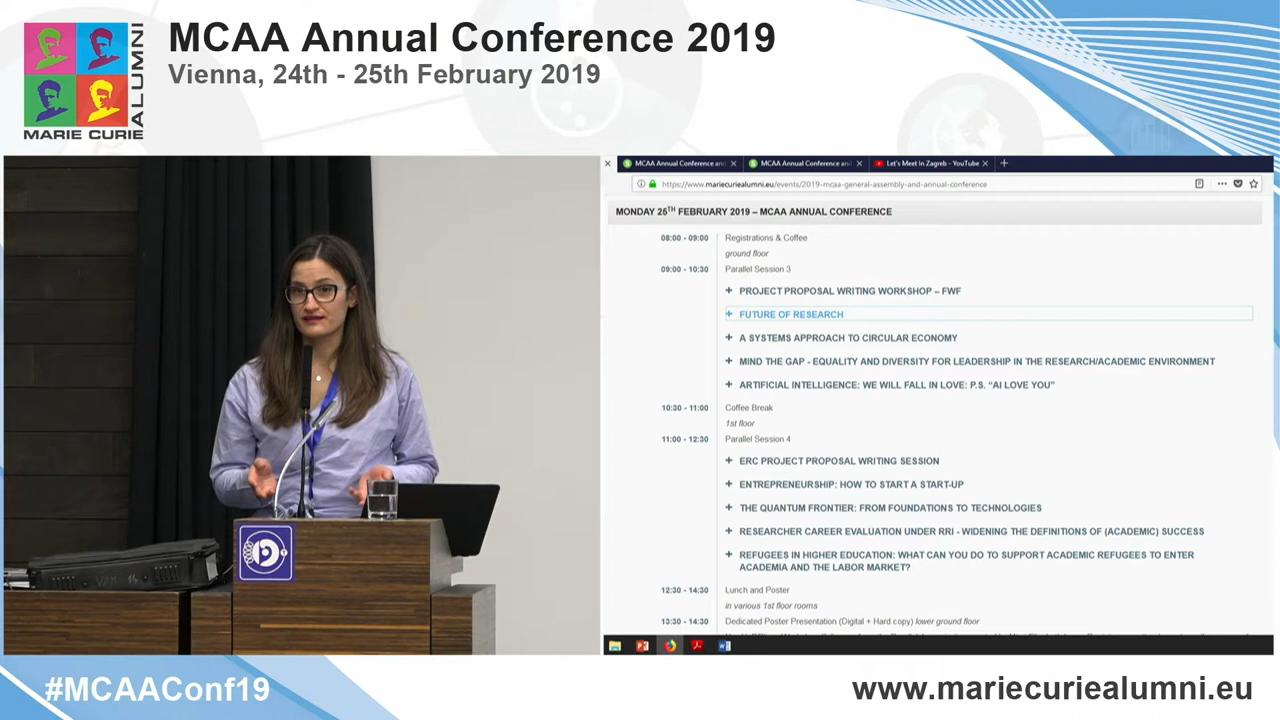 MCAA Annual Conference 2019
Vienna, 24th - 25th February 2019
MARIE CURIE
ALUMNI
MCAA Annual Conference and
MCAA Annual Conference and
Let's Meet in Zagreb - YouTube
https://www.mariecuriealumni.eu/events/2019-mcaa-general-assembly-and-annual-conference
MONDAY 25TH FEBRUARY 2019 – MCAA ANNUAL CONFERENCE
08:00 - 09:00 Registrations & Coffee
ground floor
09:00 - 10:30 Parallel Session 3
+ PROJECT PROPOSAL WRITING WORKSHOP – FWF
+ FUTURE OF RESEARCH
+ A SYSTEMS APPROACH TO CIRCULAR ECONOMY
+ MIND THE GAP - EQUALITY AND DIVERSITY FOR LEADERSHIP IN THE RESEARCH/ACADEMIC ENVIRONMENT
+ ARTIFICIAL INTELLIGENCE: WE WILL FALL IN LOVE: P.S. “AI LOVE YOU”
10:30 - 11:00 Coffee Break
1st floor
11:00 - 12:30 Parallel Session 4
+ ERC PROJECT PROPOSAL WRITING SESSION
+ ENTREPRENEURSHIP: HOW TO START A START-UP
+ THE QUANTUM FRONTIER: FROM FOUNDATIONS TO TECHNOLOGIES
+ RESEARCHER CAREER EVALUATION UNDER RRI - WIDENING THE DEFINITIONS OF (ACADEMIC) SUCCESS
+ REFUGEES IN HIGHER EDUCATION: WHAT CAN YOU DO TO SUPPORT ACADEMIC REFUGEES TO ENTER
ACADEMIA AND THE LABOR MARKET?
12:30 - 14:30 Lunch and Poster
in various 1st floor rooms
13:30 - 14:30 Dedicated Poster Presentation (Digital + Hard copy) lower ground floor
#MCAAConf19
www.mariecuriealumni.eu